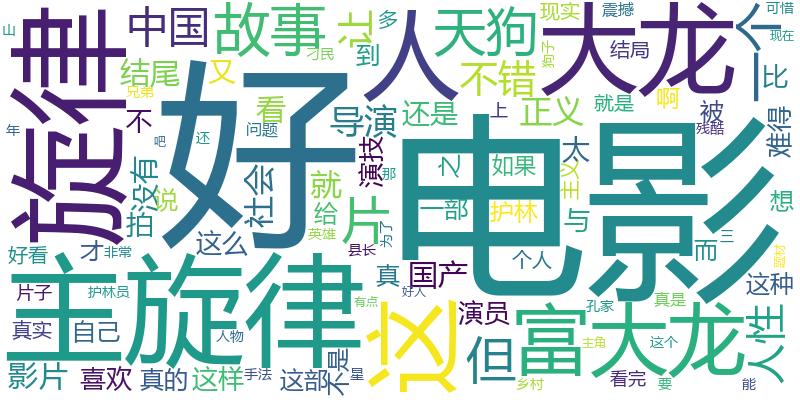 山
旋律
中国
故事
刁民
让
到
多
人
天狗
狗子
现实
震撼
结局
大龙
一个
可惜
现在
比
结尾
兄弟
又
不
看
问题
导演
还是
不错
上
正义
就是
啊
被
残酷
难得
年
吧
还
好
电影
拍
没有
说
社会
就
给
演技
片
那
之
如果
一部
护林
太
主义
与
想
好看
才
非常
这么
为了
县长
真
国产
个人
而
三
题材
这种
主旋律
英雄
片子
护林员
真实
自己
人物
有点
好人
这
演员
但
富大龙
孔家
真是
主角
这个
人性
影片
喜欢
真的
这样
手法
这部
不是
星
乡村
看完
要
能